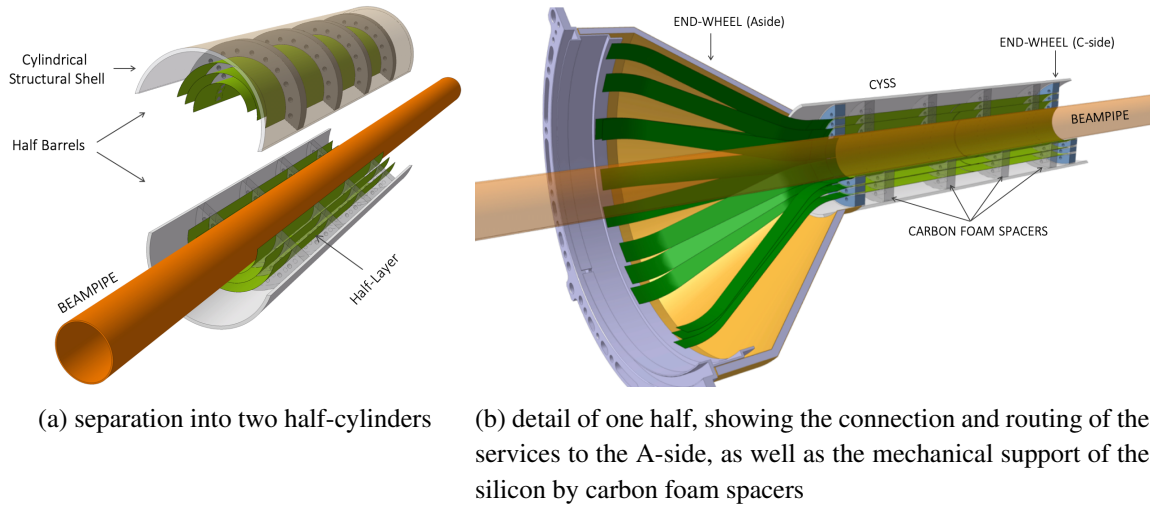 Cylindrical
Structural Shell
Half Barrels
BEAMPIPE
Half-Layer
(a) separation into two half-cylinders
END-WHEEL (Aside)
END-WHEEL (C-side)
CYSS
BEAMPIPE
CARBON FOAM SPACERS
(b) detail of one half, showing the connection and routing of the
services to the A-side, as well as the mechanical support of the
silicon by carbon foam spacers